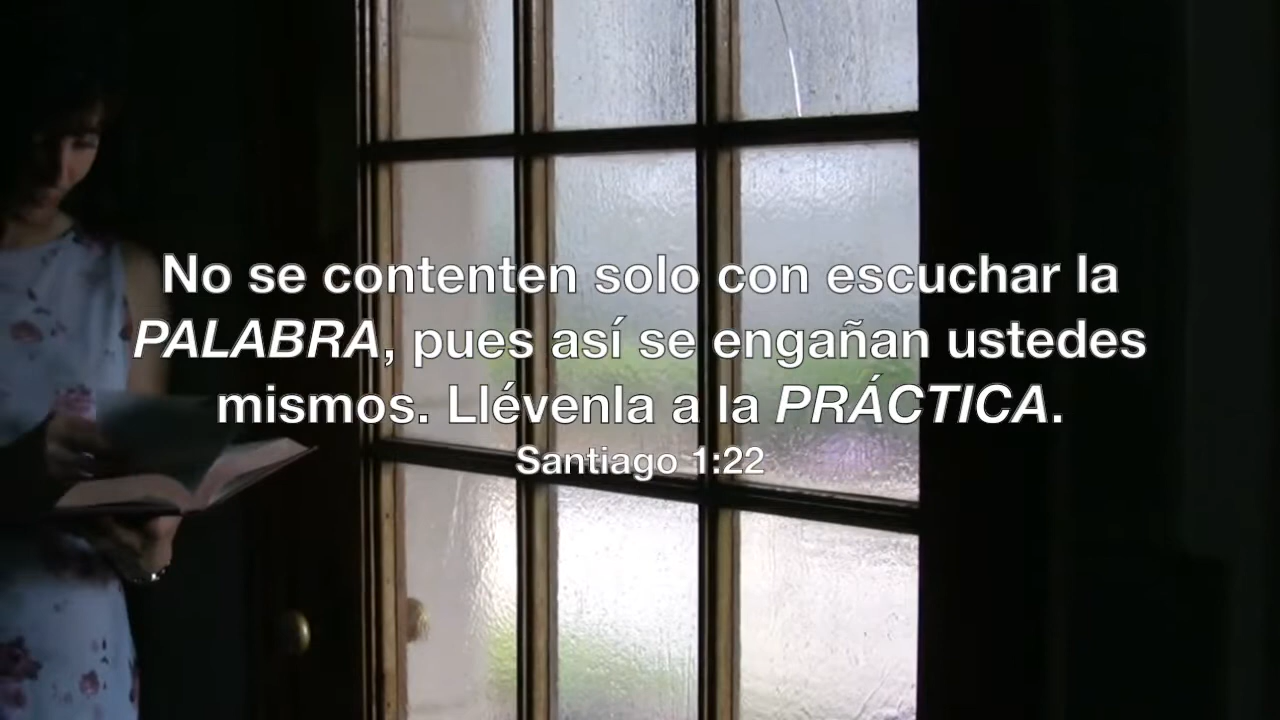 No se contenten solo con escuchar la
PALABRA, pues así se engañan ustedes
mismos. Llévenla a la PRÁCTICA.
Santiago 1:22